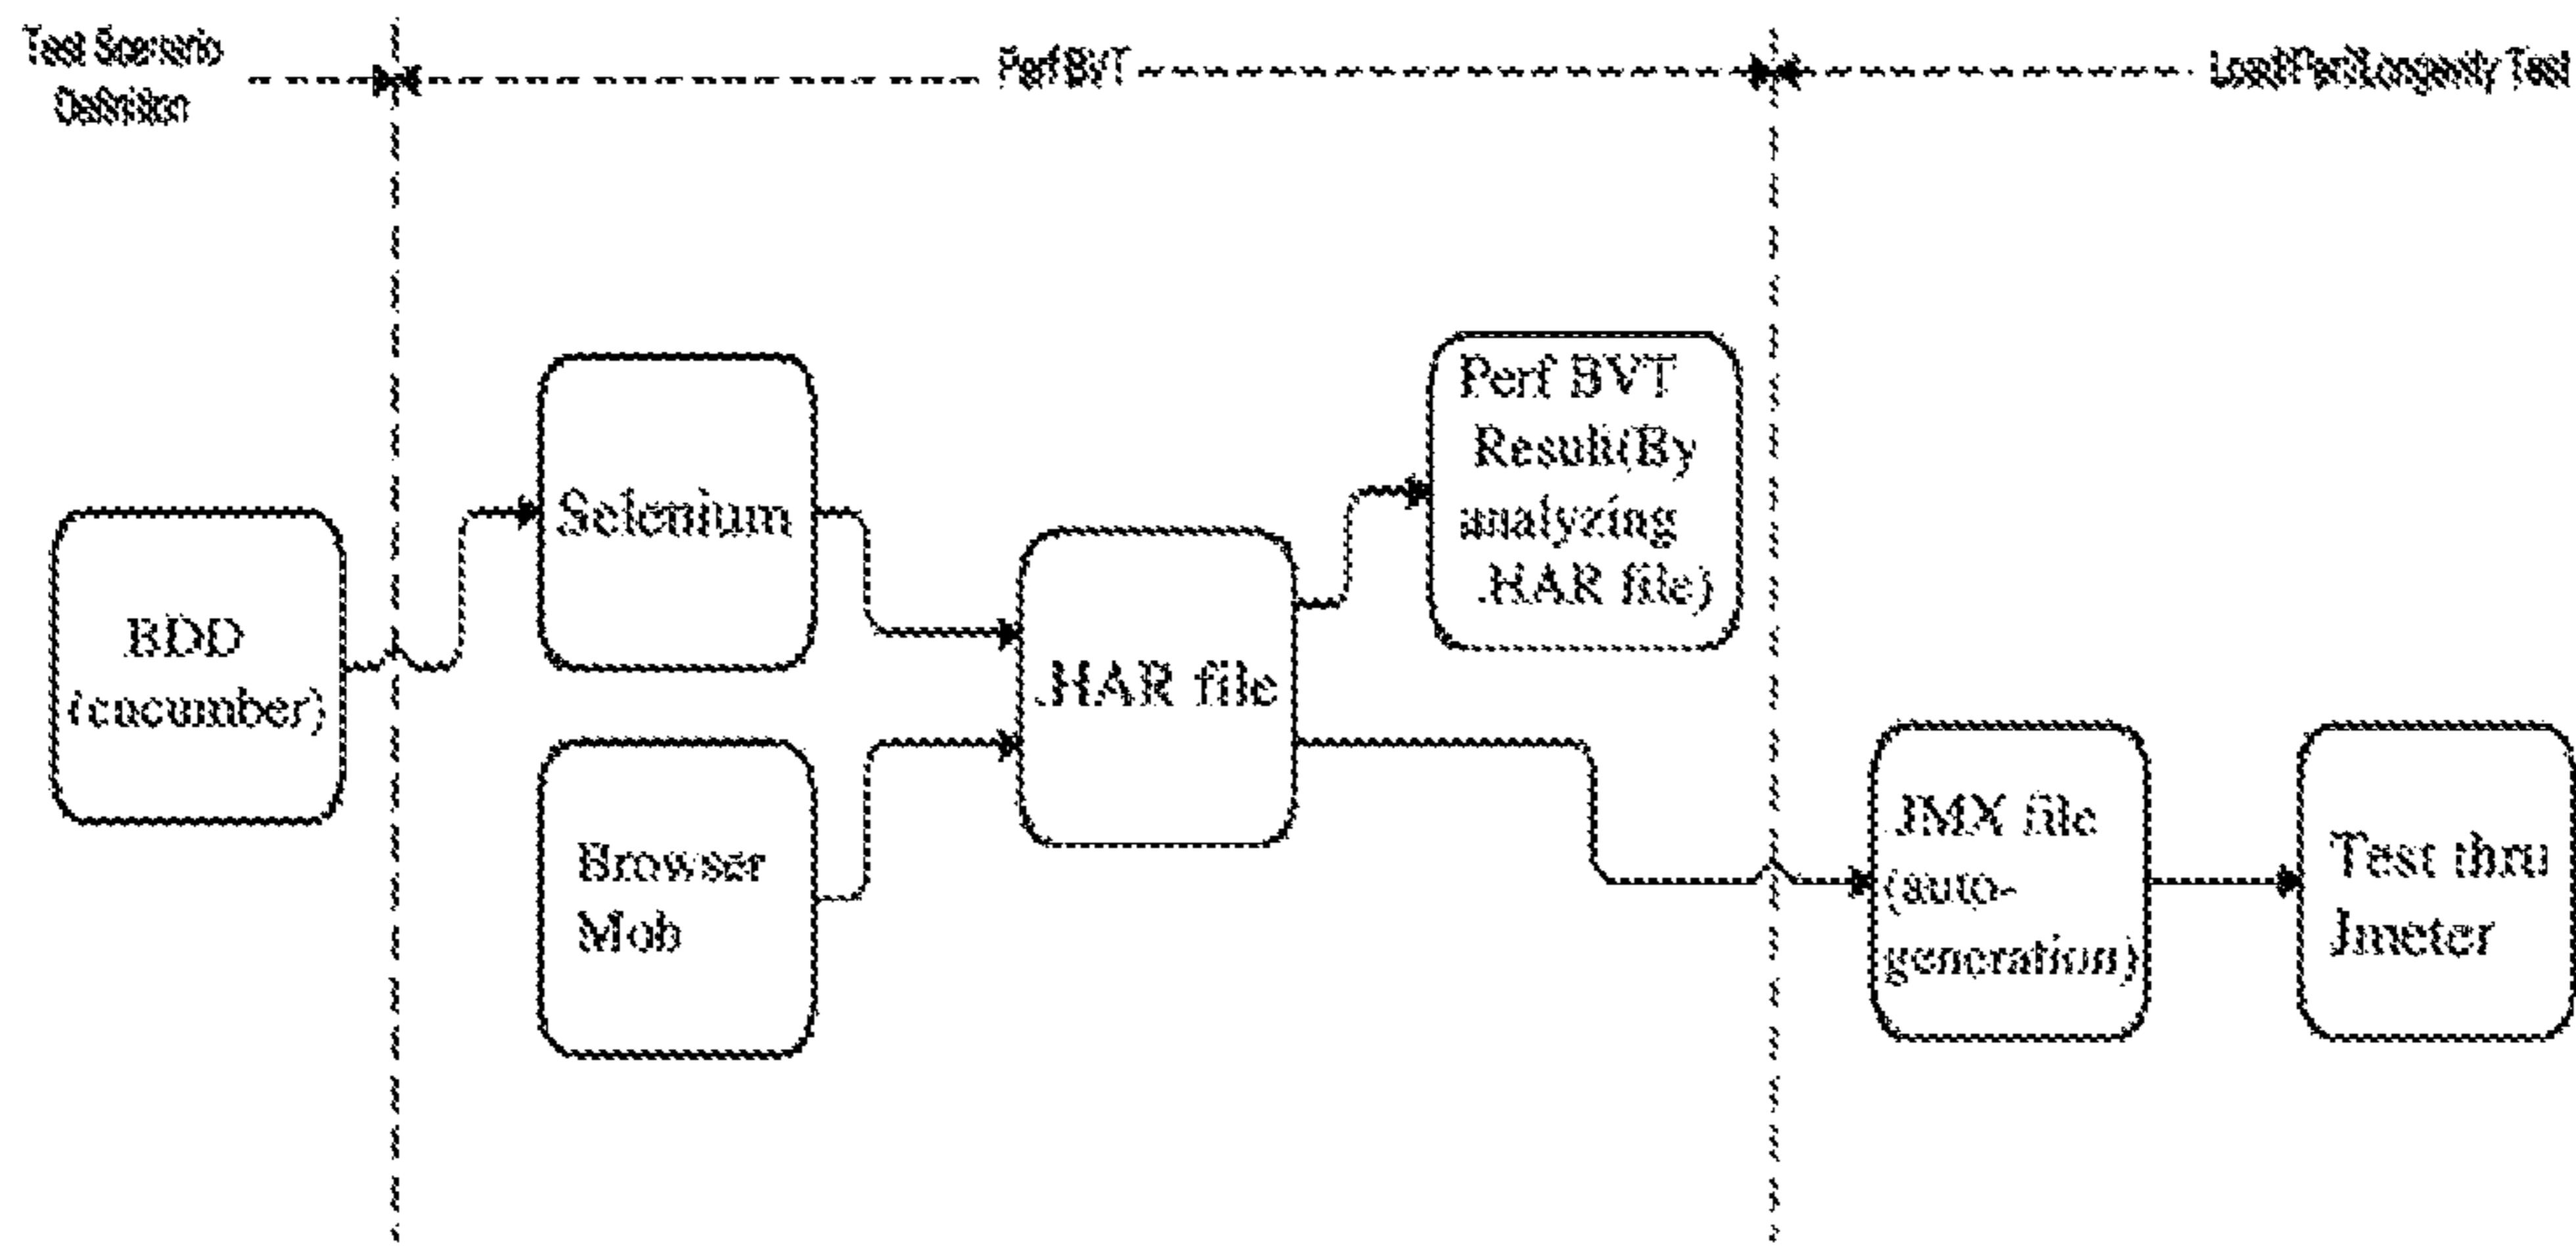 Test Scenario
Definition
Perf BVT
Load/Perf/Longevity Test
BDD
(cucumber)
Selenium
Browser
Mob
.HAR file
Perf BVT
Result(By
analyzing
.HAR file)
.JMX file
(auto-
generation)
Test thru
Jmeter